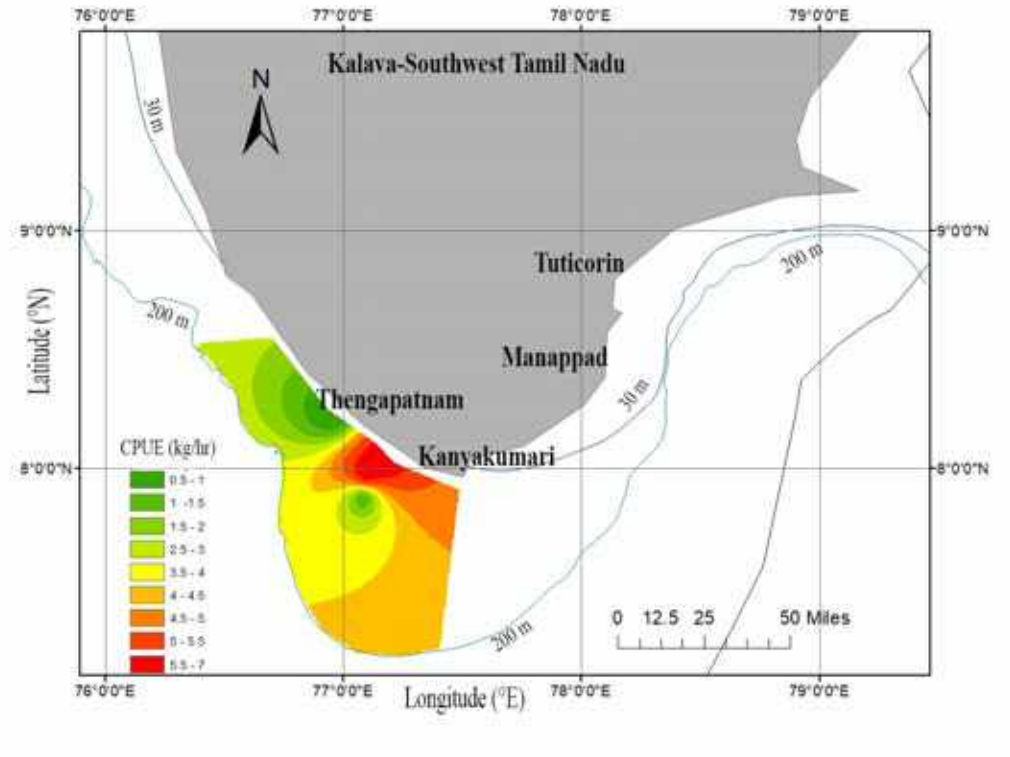 76°0'0"E 77°0'0"E 78°0'0"E 79°0'0"E
Kalava-Southwest Tamil Nadu
N
30 m
9°0'0"N 9°0'0"N
Tuticorin
200 m
200 m
Latitude (°N)
Manappad
30 m
Thengapatnam
CPUE (kg/hr)
Kanyakumari
8°0'0"N 8°0'0"N
0.5 - 1
1 -1.5
1.5 - 2
2.5 - 3
3.5 - 4
4 - 4.5
4.5 - 5
5 - 5.5
5.5 - 7
0 12.5 25 50 Miles
200 m
76°0'0"E 77°0'0"E 78°0'0"E 79°0'0"E
Longitude (°E)